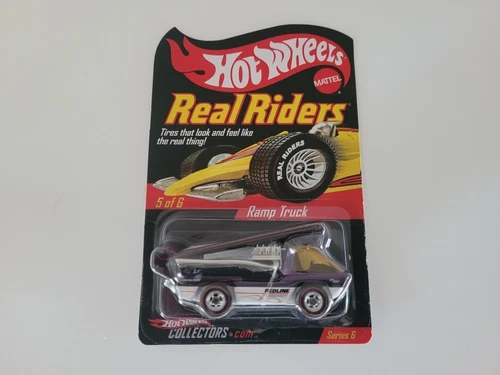 HOT WHEELS
MATTEL
Real Riders
Tires that look and feel like
the real thing!
REAL RIDERS
5 of 6
Ramp Truck
REDLINE
HOT WHEELS
COLLECTORS.com
Series 6